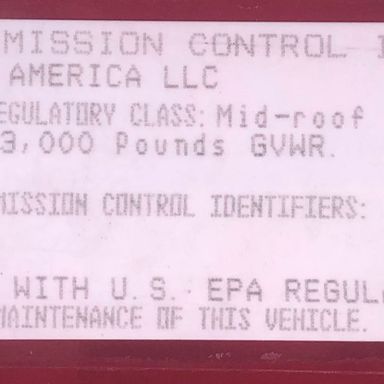 MISSION CONTROL I
AMERICA LLC
EGULATORY CLASS: Mid-roof
3,000 Pounds GVWR.
MISSION CONTROL IDENTIFIERS:
WITH U.S. EPA REGUL
MAINTENANCE OF THIS VEHICLE.